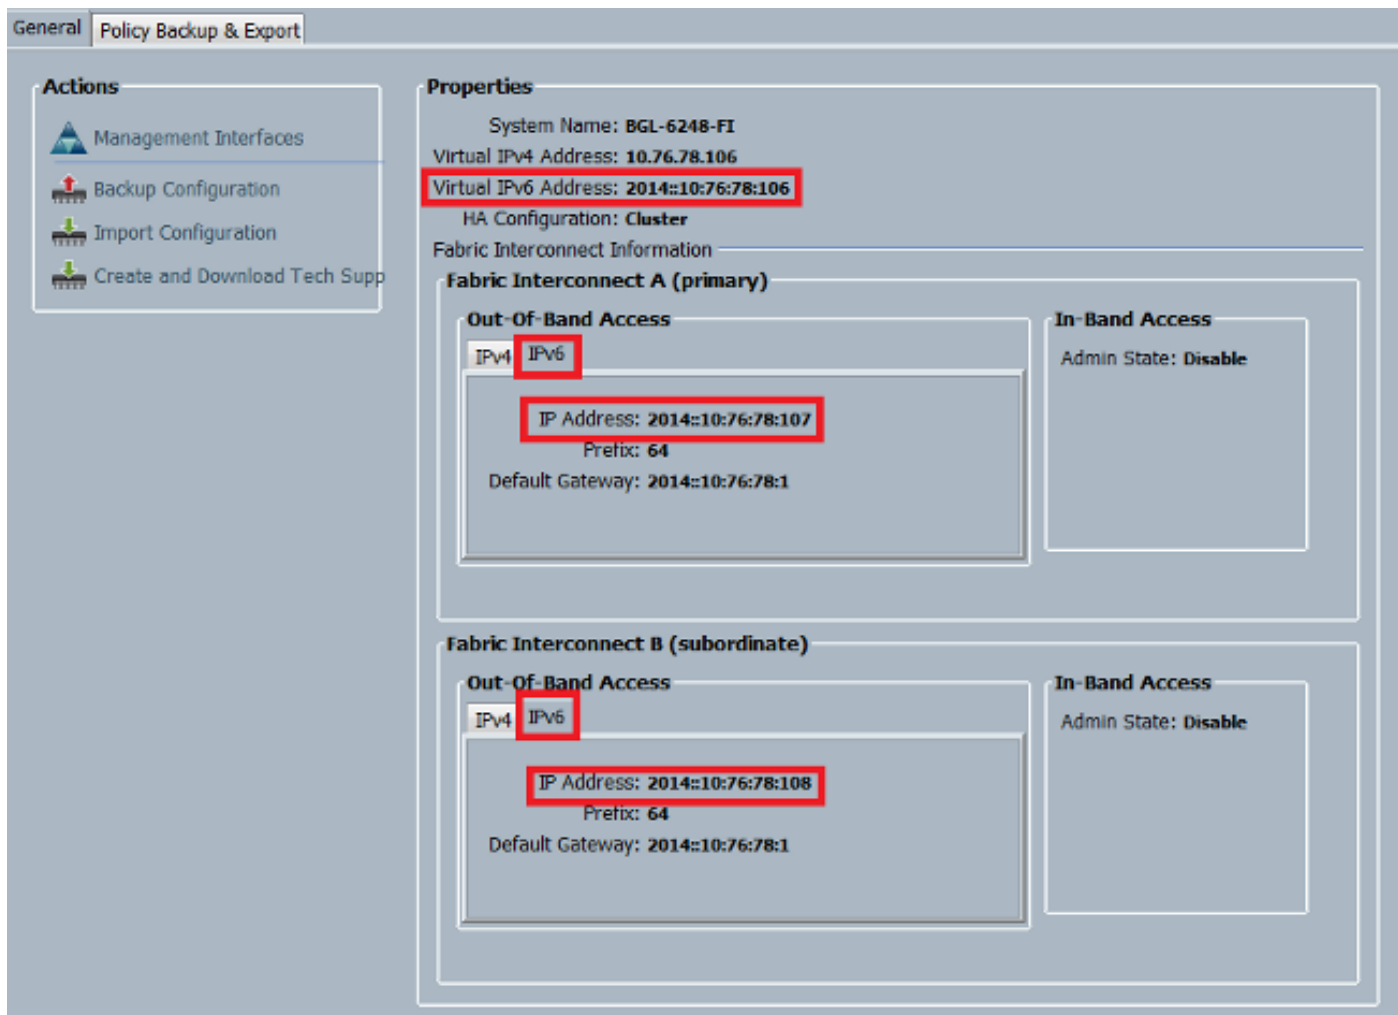 General
Policy Backup & Export
Actions
Management Interfaces
Backup Configuration
Import Configuration
Create and Download Tech Supp
Properties
System Name: BGL-6248-FI
Virtual IPv4 Address: 10.76.78.106
Virtual IPv6 Address: 2014::10:76:78:106
HA Configuration: Cluster
Fabric Interconnect Information
Fabric Interconnect A (primary)
Out-Of-Band Access
IPv4
IPv6
IP Address: 2014::10:76:78:107
Prefix: 64
Default Gateway: 2014::10:76:78:1
In-Band Access
Admin State: Disable
Fabric Interconnect B (subordinate)
Out-Of-Band Access
IPv4
IPv6
IP Address: 2014::10:76:78:108
Prefix: 64
Default Gateway: 2014::10:76:78:1
In-Band Access
Admin State: Disable